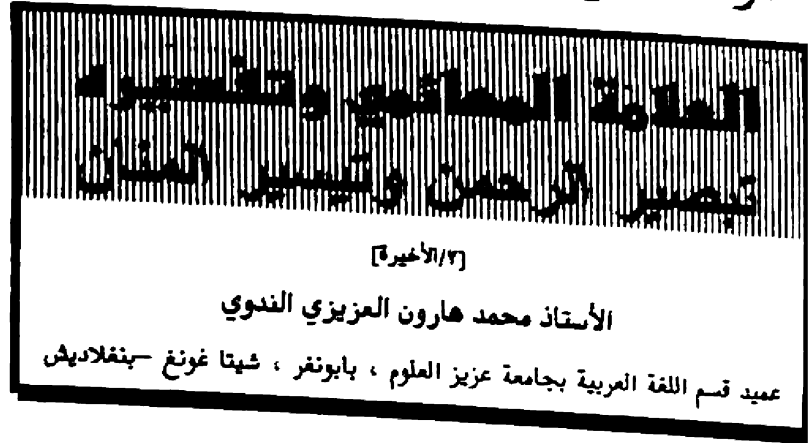 العلامة المهائمي وتفسيره
تبصير الرحمن وتيسير المنان
[٢/الأخيرة]
الأستاذ محمد هارون العزيزي الندوي
عميد قسم اللغة العربية بجامعة عزيز العلوم ، بابونغر ، شيتا غونغ –بنغلاديش